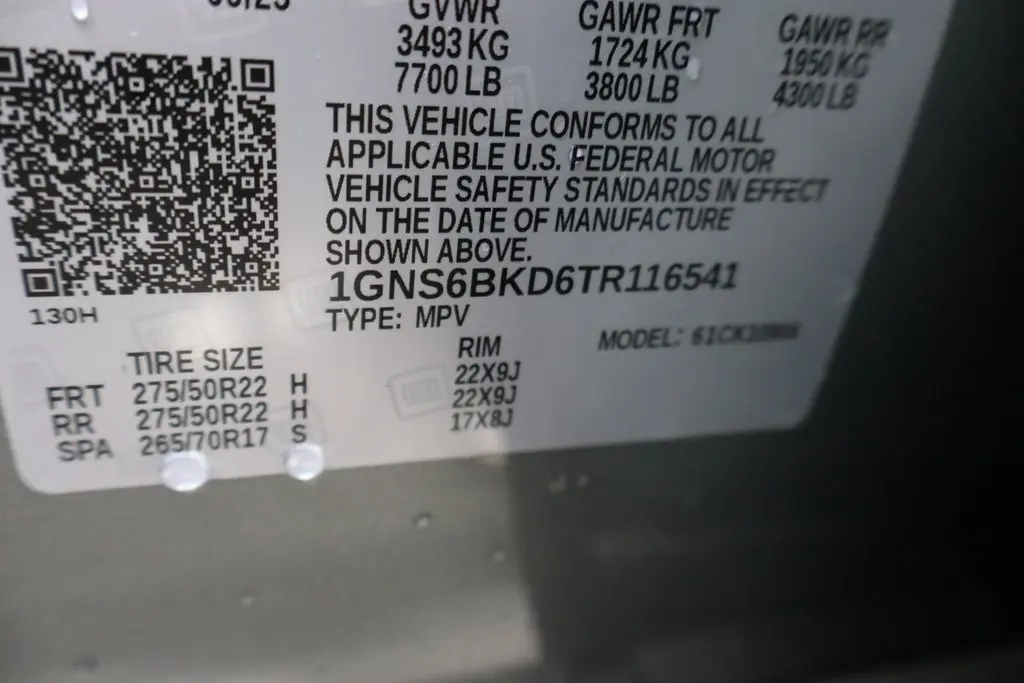 GVWR GAWR FRT GAWR RR
3493 KG 1724 KG 1950 KG
7700 LB 3800 LB 4300 LB
THIS VEHICLE CONFORMS TO ALL
APPLICABLE U.S. FEDERAL MOTOR
VEHICLE SAFETY STANDARDS IN EFFECT
ON THE DATE OF MANUFACTURE
SHOWN ABOVE.
1GNS6BKD6TR116541
130H
TYPE: MPV
MODEL:
TIRE SIZE RIM
FRT 275/50R22 H 22X9J
RR 275/50R22 H 22X9J
SPA 265/70R17 S 17X8J